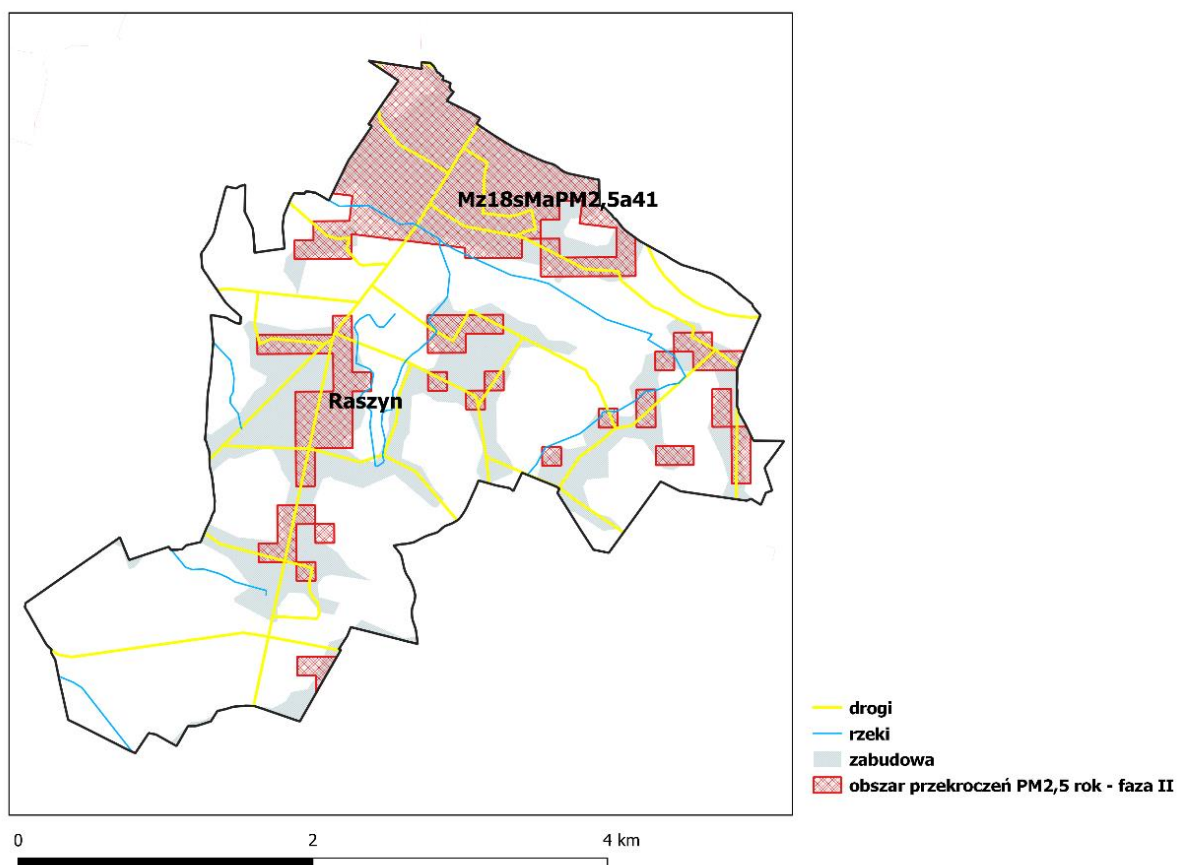 Mz18sMaPM2,5a41
Raszyn
drogi
rzeki
zabudowa
obszar przekroczeń PM2,5 rok - faza II
0 2 4 km